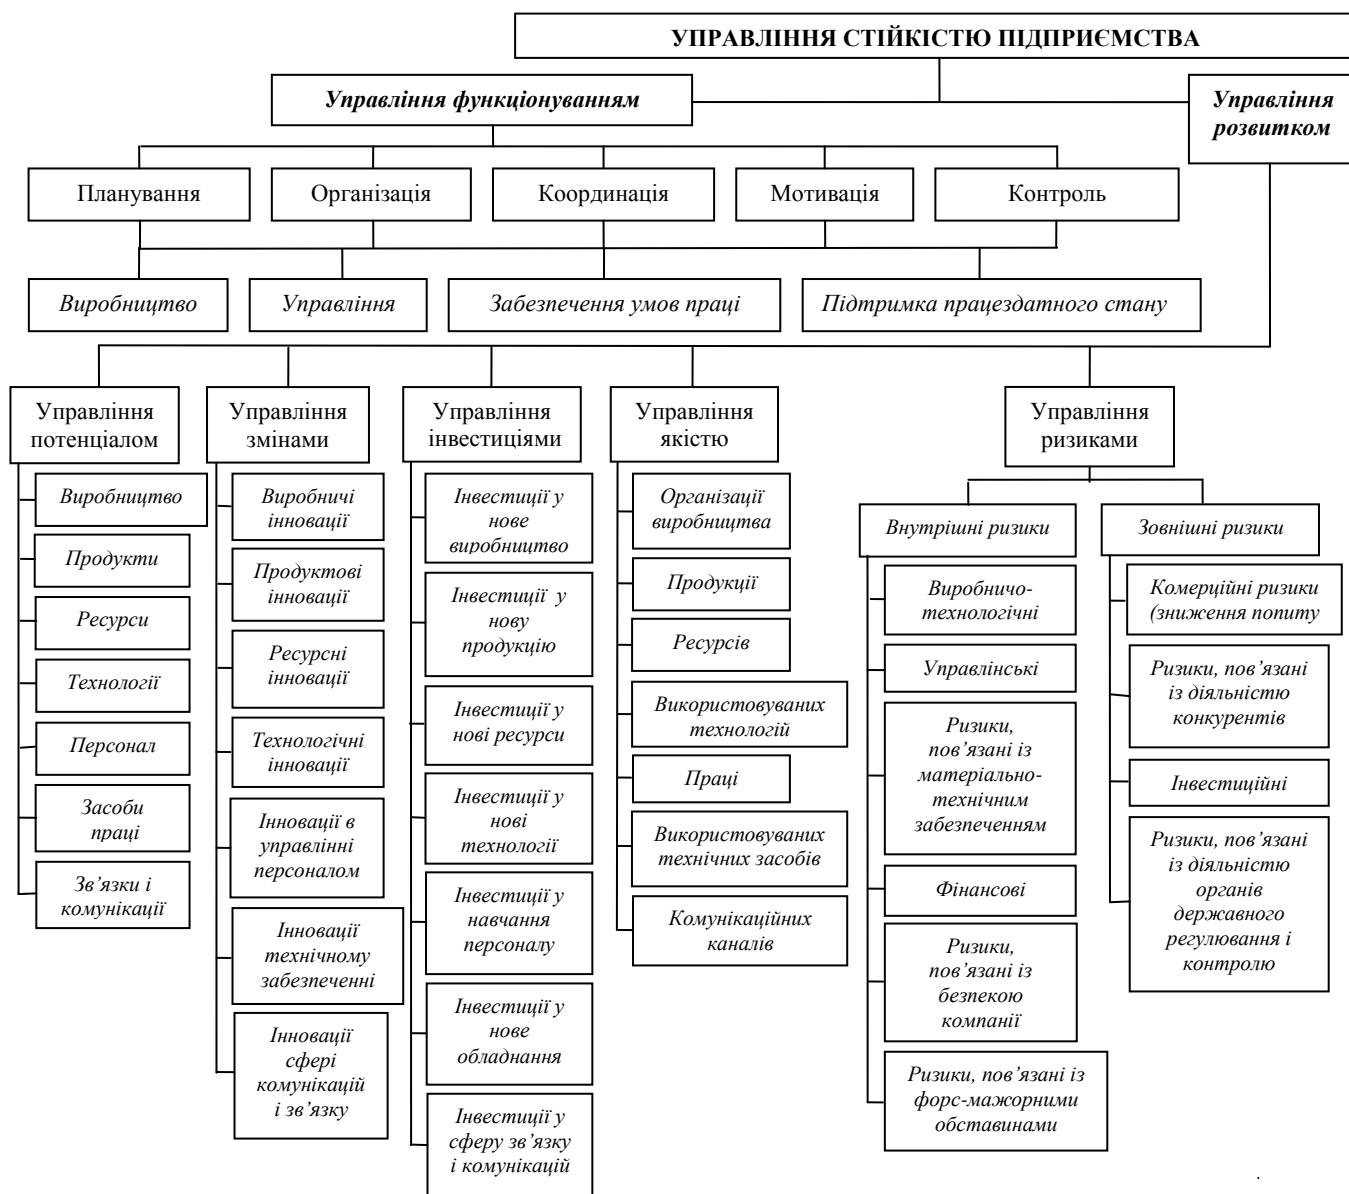 УПРАВЛІННЯ СТІЙКІСТЮ ПІДПРИЄМСТВА
Управління функціонуванням
Управління
розвитком
Планування
Організація
Координація
Мотивація
Контроль
Виробництво
Управління
Забезпечення умов праці
Підтримка працездатного стану
Управління
потенціалом
Виробництво
Продукти
Ресурси
Технології
Персонал
Засоби
праці
Зв’язки і
комунікації
Управління
змінами
Виробничі
інновації
Продуктові
інновації
Ресурсні
інновації
Технологічні
інновації
Інновації в
управлінні
персоналом
Інновації
технічному
забезпеченні
Інновації
сфері
комунікацій
і зв’язку
Управління
інвестиціями
Інвестиції у
нове
виробництво
Інвестиції у
нову
продукцію
Інвестиції у
нові ресурси
Інвестиції у
нові
технології
Інвестиції у
навчання
персоналу
Інвестиції у
нове
обладнання
Інвестиції у
сферу зв’язку
і комунікацій
Управління
якістю
Організації
виробництва
Продукції
Ресурсів
Використовуваних
технологій
Праці
Використовуваних
технічних засобів
Комунікаційних
каналів
Управління
ризиками
Внутрішні ризики
Виробничо-
технологічні
Управлінські
Ризики,
пов’язані із
матеріально-
технічним
забезпеченням
Фінансові
Ризики,
пов’язані із
безпекою
компанії
Ризики, пов’язані із
форс-мажорними
обставинами
Зовнішні ризики
Комерційні ризики
(зниження попиту
Ризики, пов’язані
із діяльністю
конкурентів
Інвестиційні
Ризики, пов’язані
із діяльністю
органів
державного
регулювання і
контролю